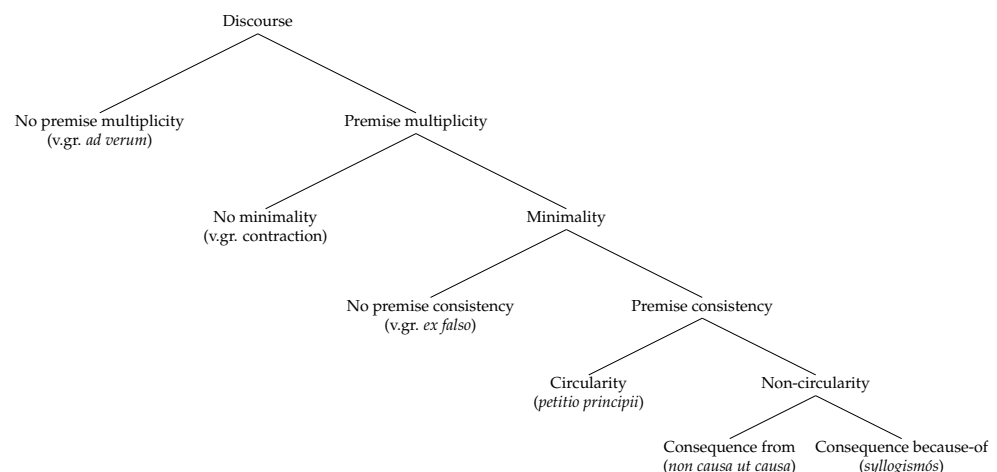 Discourse
No premise multiplicity
(v.gr. ad verum)
Premise multiplicity
No minimality
(v.gr. contraction)
Minimality
No premise consistency
(v.gr. ex falso)
Premise consistency
Circularity
(petitio principii)
Non-circularity
Consequence from
(non causa ut causa)
Consequence because-of
(syllogismós)